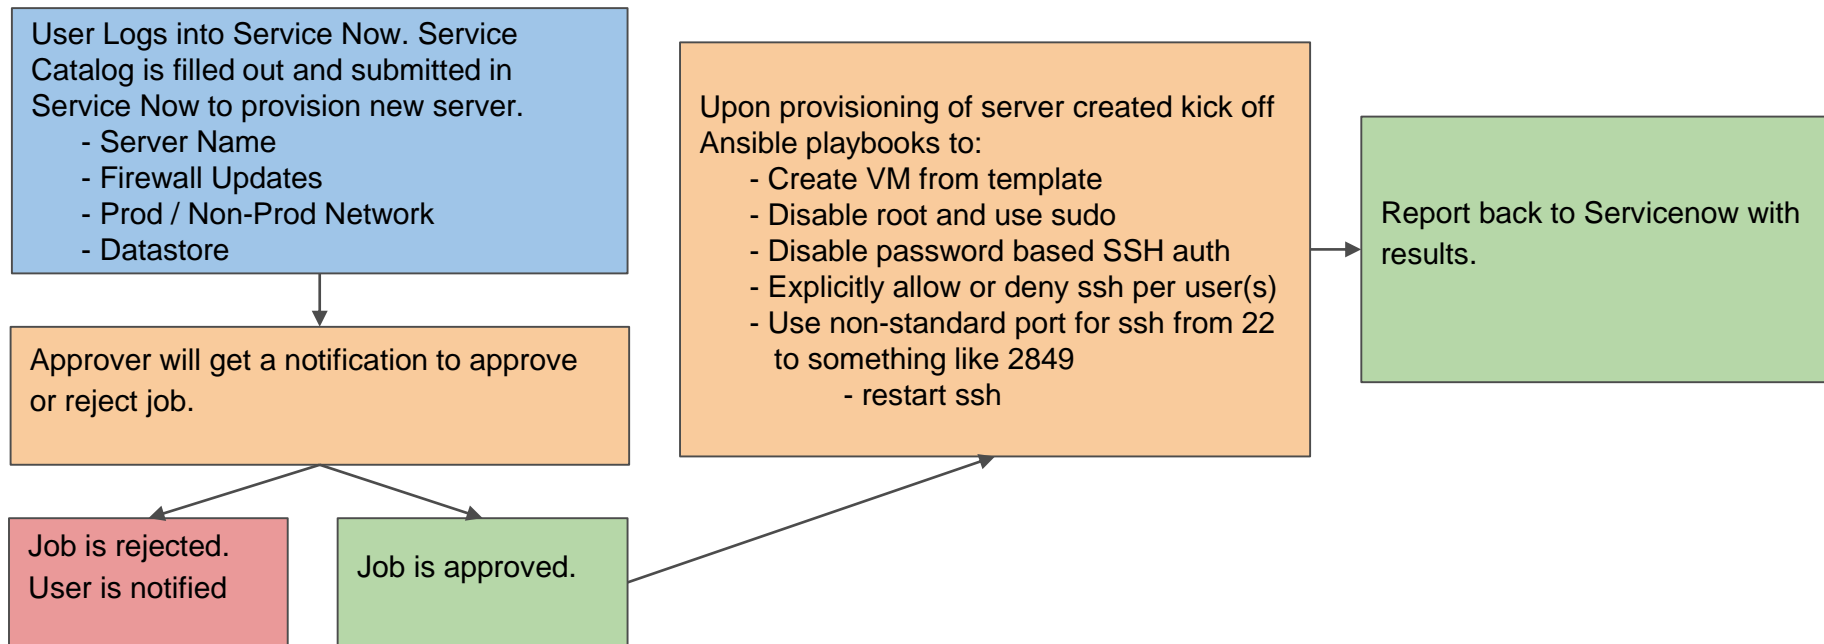 User Logs into Service Now. Service
Catalog is filled out and submitted in
Service Now to provision new server.
- Server Name
- Firewall Updates
- Prod / Non-Prod Network
- Datastore
Approver will get a notification to approve
or reject job.
Job is rejected.
User is notified
Job is approved.
Upon provisioning of server created kick off
Ansible playbooks to:
- Create VM from template
- Disable root and use sudo
- Disable password based SSH auth
- Explicitly allow or deny ssh per user(s)
- Use non-standard port for ssh from 22
to something like 2849
- restart ssh
Report back to Servicenow with
results.